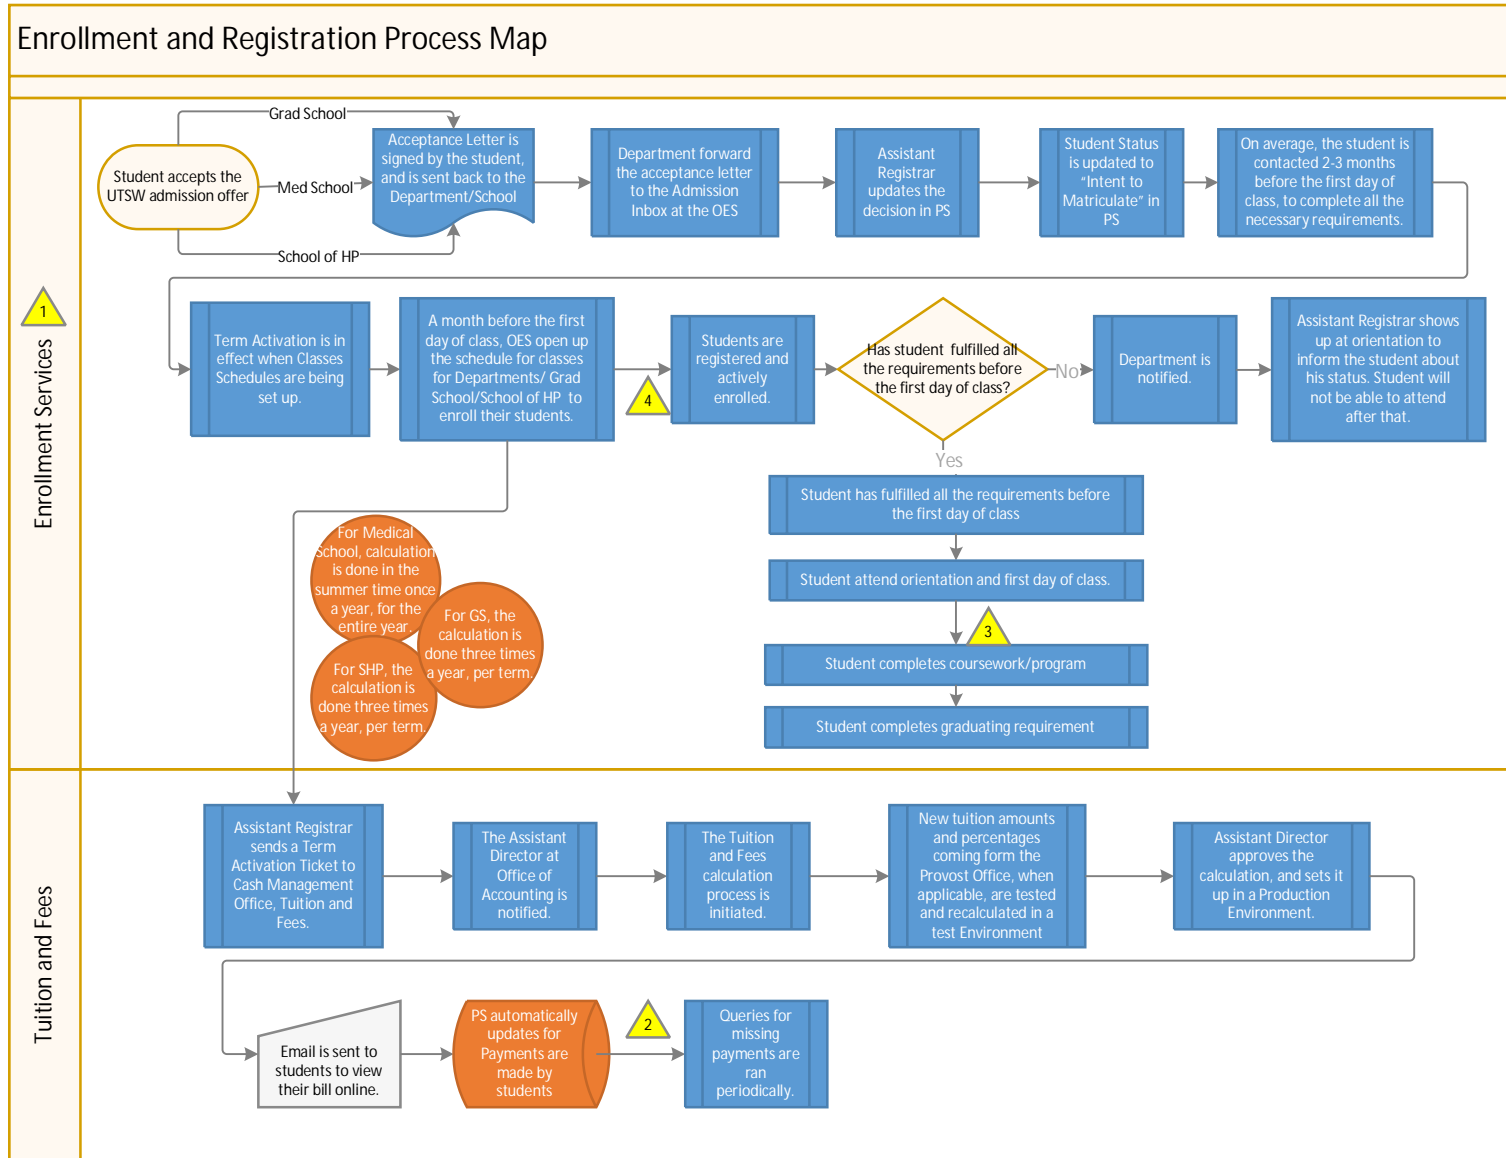 Enrollment and Registration Process Map
Enrollment Services
1
Grad School
Student accepts the
UTSW admission offer
Med School
School of HP
Acceptance Letter is
signed by the student,
and is sent back to the
Department/School
Department forward
the acceptance letter
to the Admission
Inbox at the OES
Assistant
Registrar
updates the
decision in PS
Student Status
is updated to
“Intent to
Matriculate” in
PS
On average, the student is
contacted 2-3 months
before the first day of
class, to complete all the
necessary requirements.
Term Activation is in
effect when Classes
Schedules are being
set up.
A month before the first
day of class, OES open up
the schedule for classes
for Departments/ Grad
School/School of HP to
enroll their students.
4
Students are
registered and
actively
enrolled.
Has student fulfilled all
the requirements before
the first day of class?
No
Department is
notified.
Assistant Registrar shows
up at orientation to
inform the student about
his status. Student will
not be able to attend
after that.
Yes
Student has fulfilled all the requirements before
the first day of class
Student attend orientation and first day of class.
3
Student completes coursework/program
Student completes graduating requirement
For Medical
School, calculation
is done in the
summer time once
a year, for the
entire year.
For GS, the
calculation is
done three times
a year, per term.
For SHP, the
calculation is
done three times
a year, per term.
Tuition and Fees
Assistant Registrar
sends a Term
Activation Ticket to
Cash Management
Office, Tuition and
Fees.
The Assistant
Director at
Office of
Accounting is
notified.
The Tuition
and Fees
calculation
process is
initiated.
New tuition amounts
and percentages
coming form the
Provost Office, when
applicable, are tested
and recalculated in a
test Environment
Assistant Director
approves the
calculation, and sets it
up in a Production
Environment.
Email is sent to
students to view
their bill online.
PS automatically
updates for
Payments are
made by
students
2
Queries for
missing
payments are
ran
periodically.